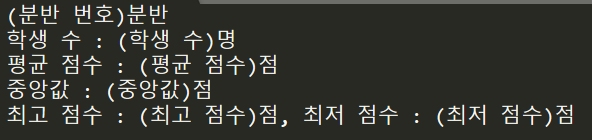 (분반 번호)분반
학생 수 : (학생 수)명
평균 점수 : (평균 점수)점
중앙값 : (중앙값)점
최고 점수 : (최고 점수)점, 최저 점수 : (최저 점수)점